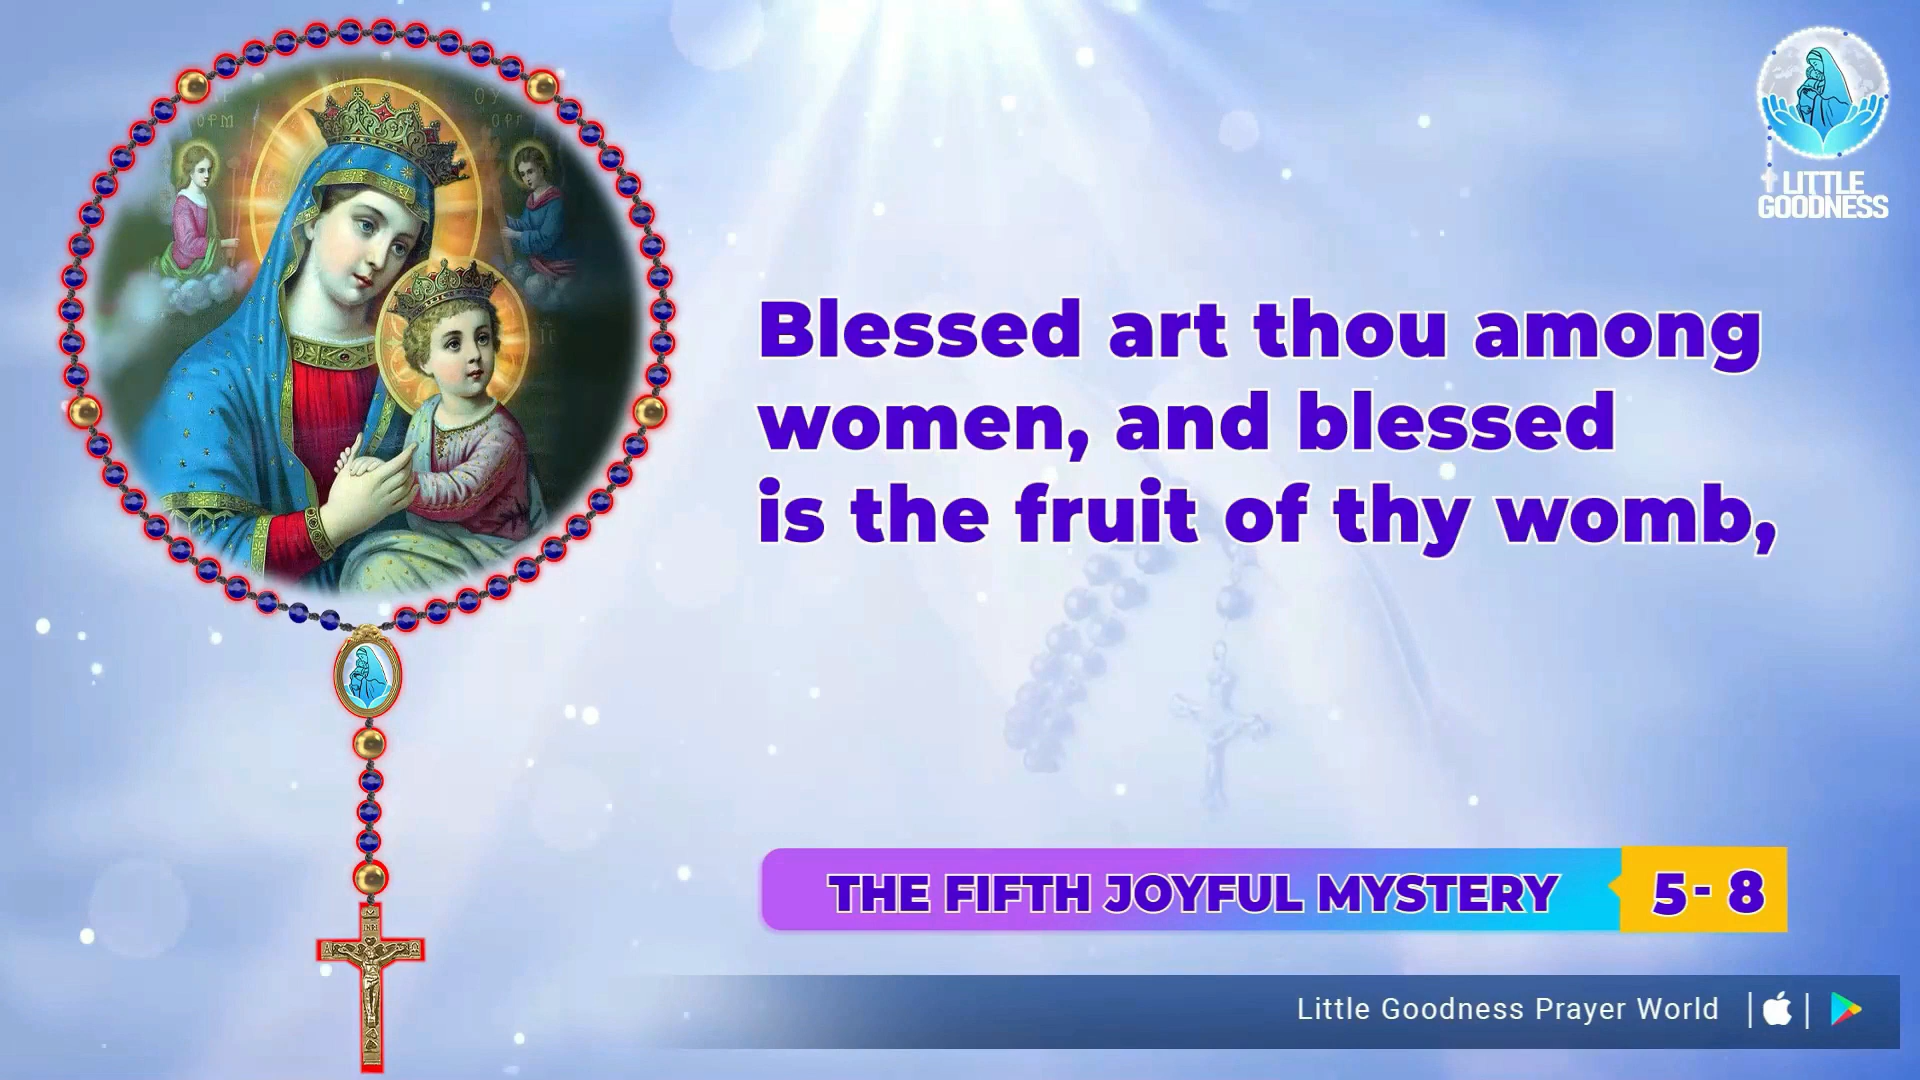 LITTLE
GOODNESS
Blessed art thou among
women, and blessed
is the fruit of thy womb,
THE FIFTH JOYFUL MYSTERY
5- 8
Little Goodness Prayer World
INRI